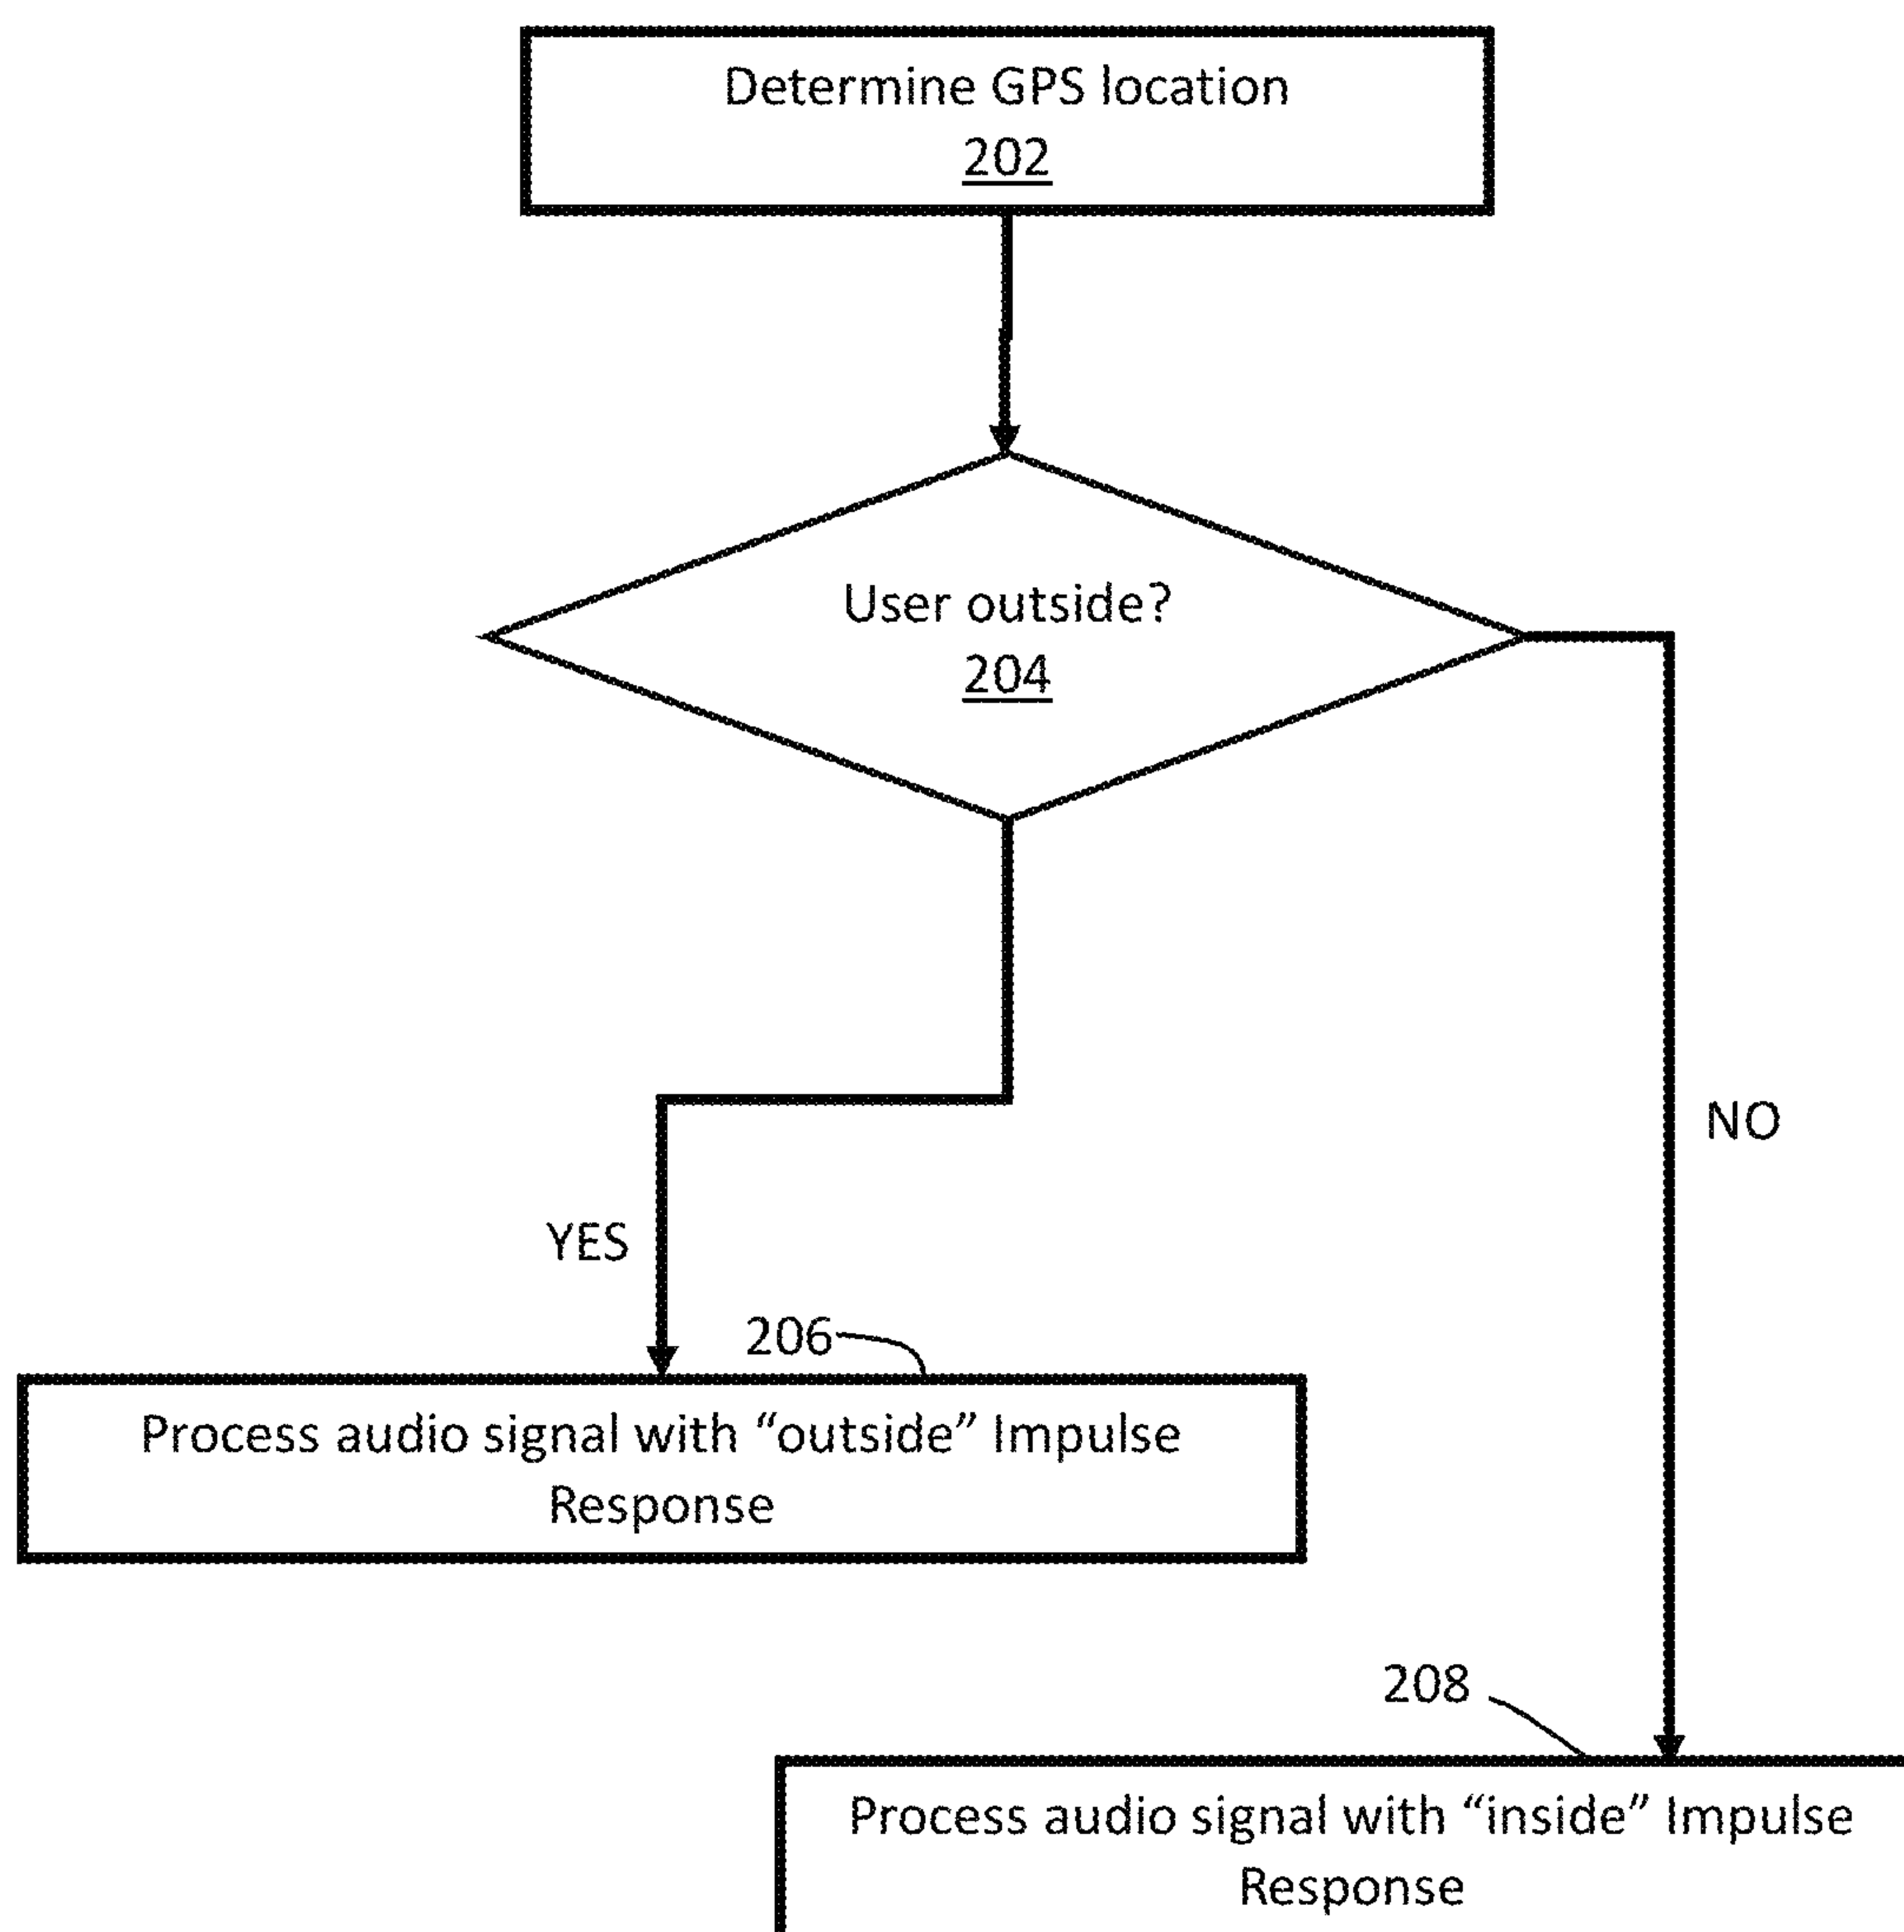 Determine GPS location
202
User outside?
204
NO
YES
206
Process audio signal with “outside” Impulse
Response
208
Process audio signal with “inside” Impulse
Response